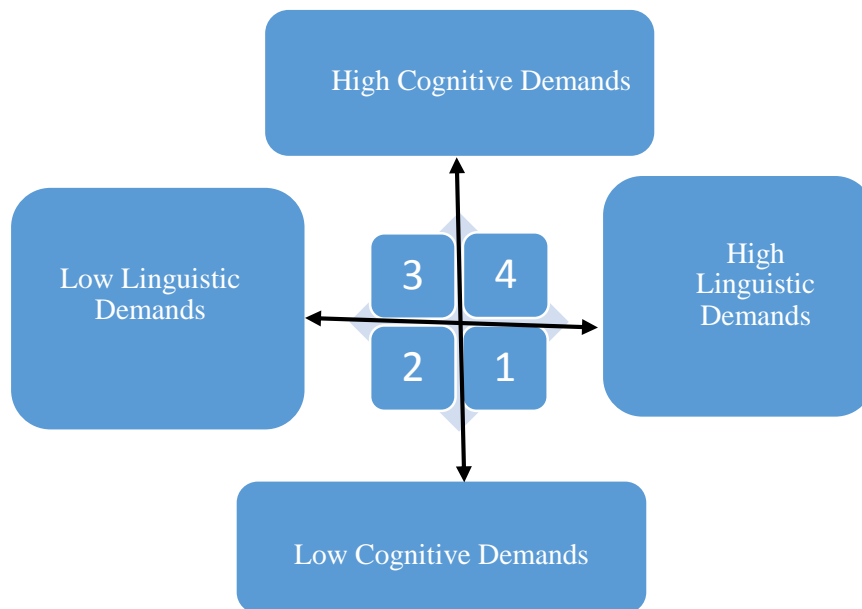 High Cognitive Demands
Low Linguistic
Demands
3
4
High
Linguistic
Demands
2
1
Low Cognitive Demands